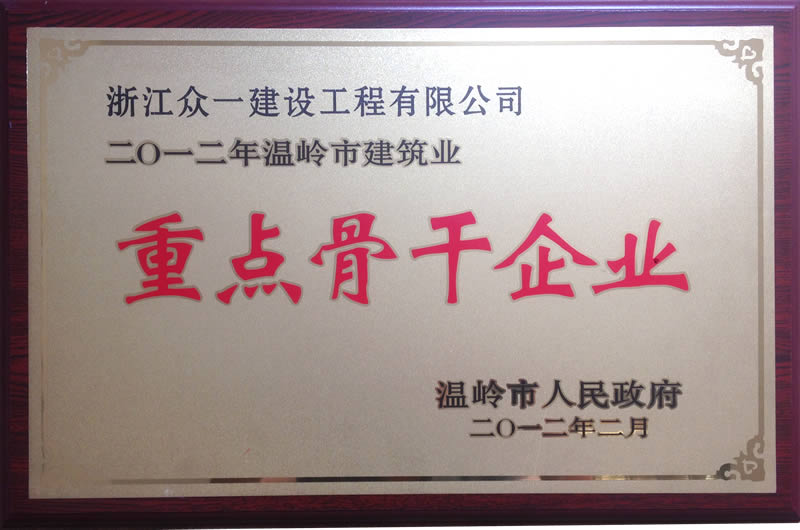 浙江众一建设工程有限公司
二〇一二年温岭市建筑业
重点骨干企业
温岭市人民政府
二〇一二年二月